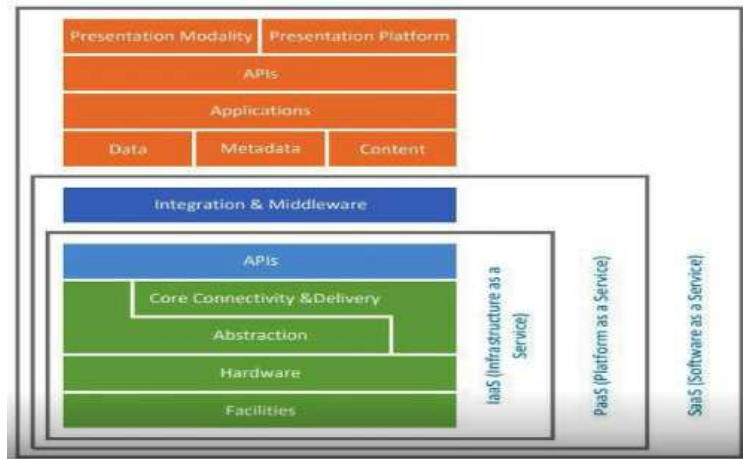 Presentation Modality Presentation Platform
APIs
Applications
Data Metadata Content
Integration & Middleware
APIs
Core Connectivity &Delivery
Abstraction
Hardware
Facilities
IaaS (Infrastructure as a
Service)
PaaS (Platform as a Service)
SaaS (Software as a Service)